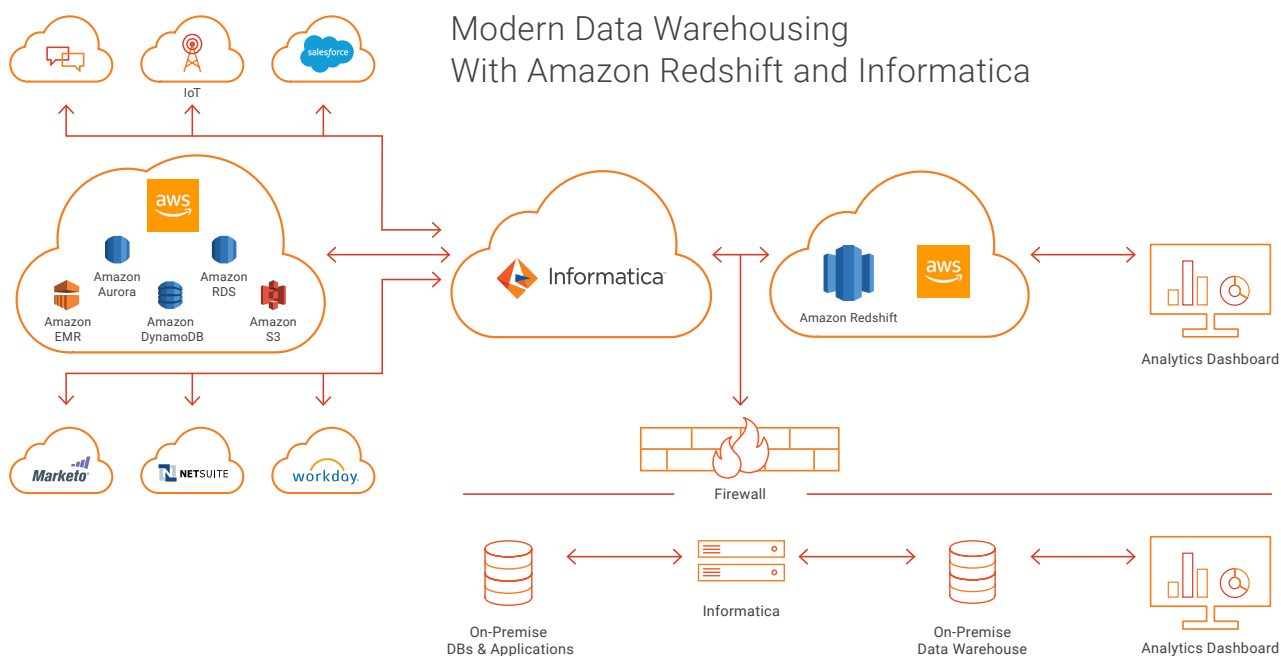 Modern Data Warehousing
With Amazon Redshift and Informatica
salesforce
IoT
aws
Amazon
Aurora
Amazon
RDS
Amazon
EMR
Amazon
DynamoDB
Amazon
S3
Informatica
aws
Amazon Redshift
Analytics Dashboard
Marketo
NETSUITE
workday
Firewall
On-Premise
DBs & Applications
Informatica
On-Premise
Data Warehouse
Analytics Dashboard